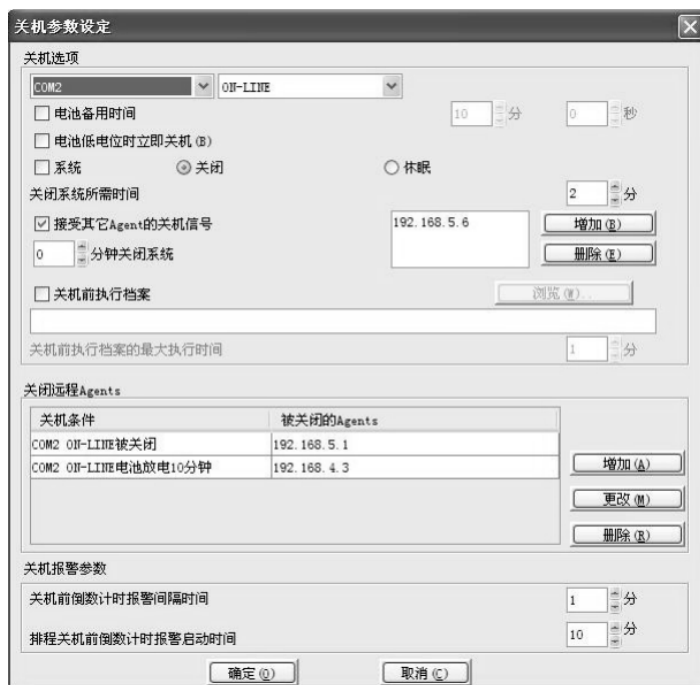 关机参数设定
关机选项
COM2 ON-LINE
电池备用时间 10 分 0 秒
电池低电位时立即关机(B)
系统 关闭 休眠
关闭系统所需时间 2 分
接受其它Agent的关机信号 192.168.5.6 增加(B)
0 分钟关闭系统 删除(E)
关机前执行档案 浏览(W)..
关机前执行档案的最大执行时间 1 分
关闭远程Agents
关机条件 被关闭的Agents
COM2 ON-LINE被关闭 192.168.5.1
COM2 ON-LINE电池放电10分钟 192.168.4.3
增加(A)
更改(M)
删除(R)
关机报警参数
关机前倒数计时报警间隔时间 1 分
排程关机前倒数计时报警启动时间 10 分
确定(O) 取消(C)